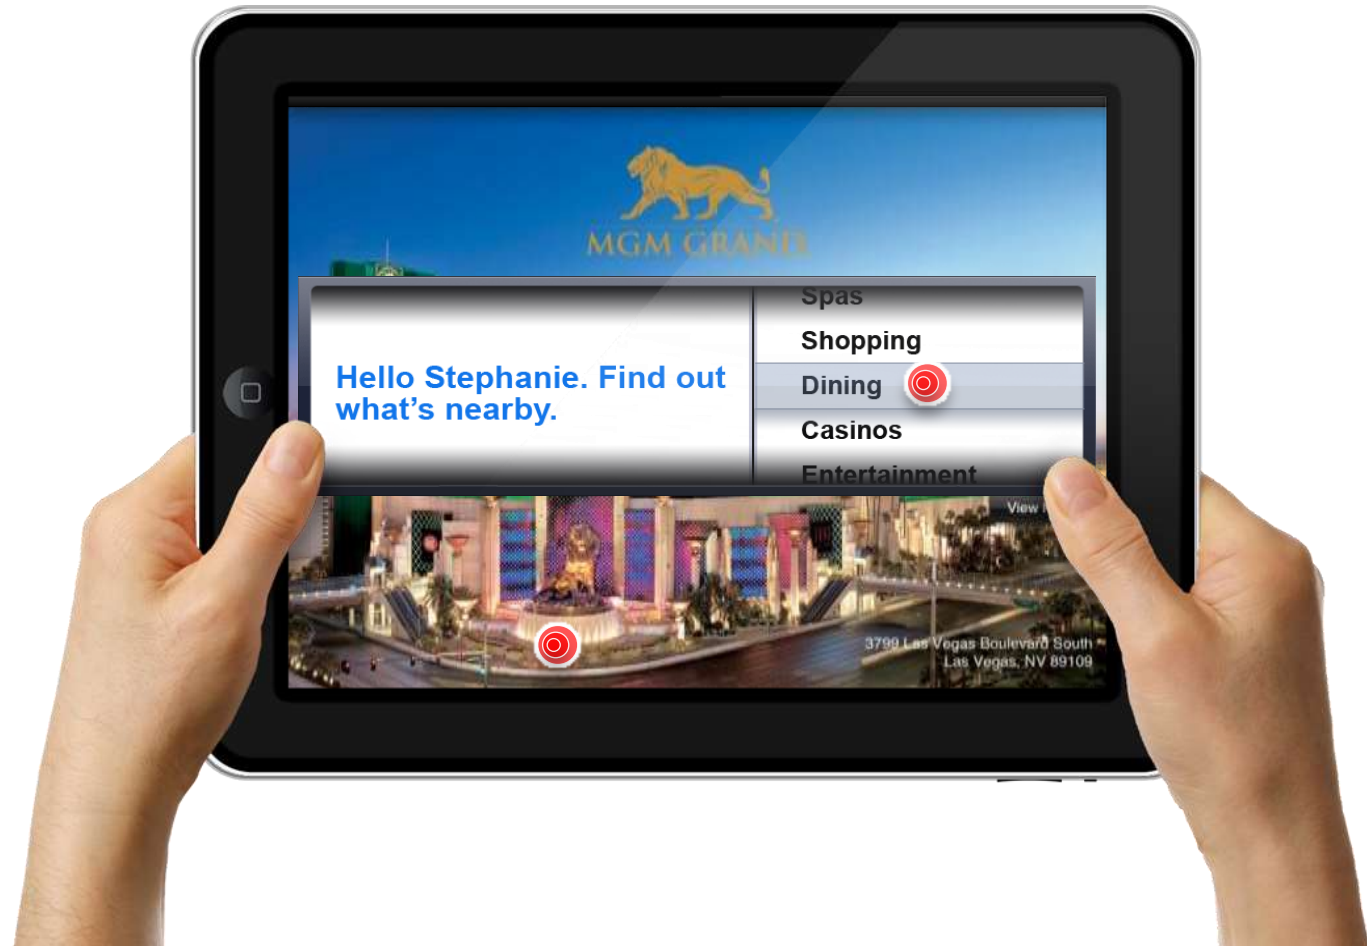 MGM GRAND
Spas
Shopping
Hello Stephanie. Find out
what’s nearby.
Dining
Casinos
Entertainment
View
3799 Las Vegas Boulevard South
Las Vegas, NV 89109